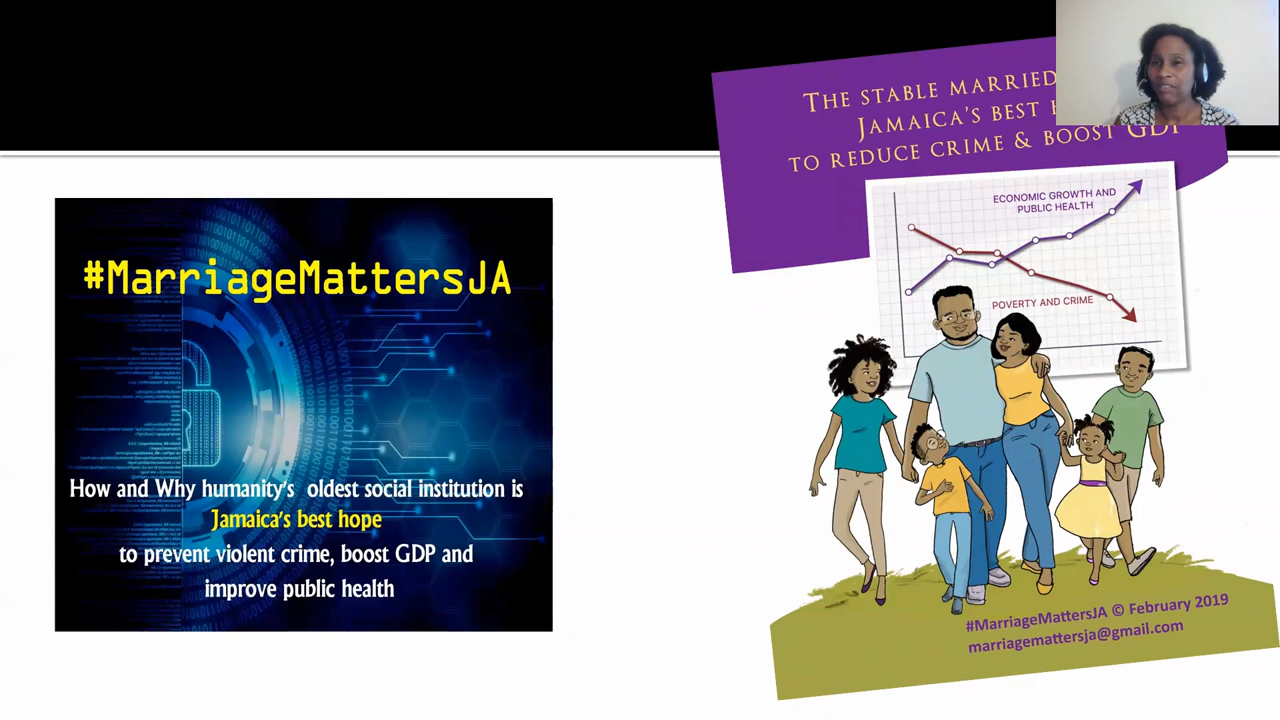 #MarriageMattersJA
How and Why humanity's oldest social institution is
Jamaica's best hope
to prevent violent crime, boost GDP and
improve public health
THE STABLE MARRIED
JAMAICA'S BEST
TO REDUCE CRIME & BOOST GDP
ECONOMIC GROWTH AND
PUBLIC HEALTH
POVERTY AND CRIME
#MarriageMattersJA © February 2019
marriagemattersja@gmail.com